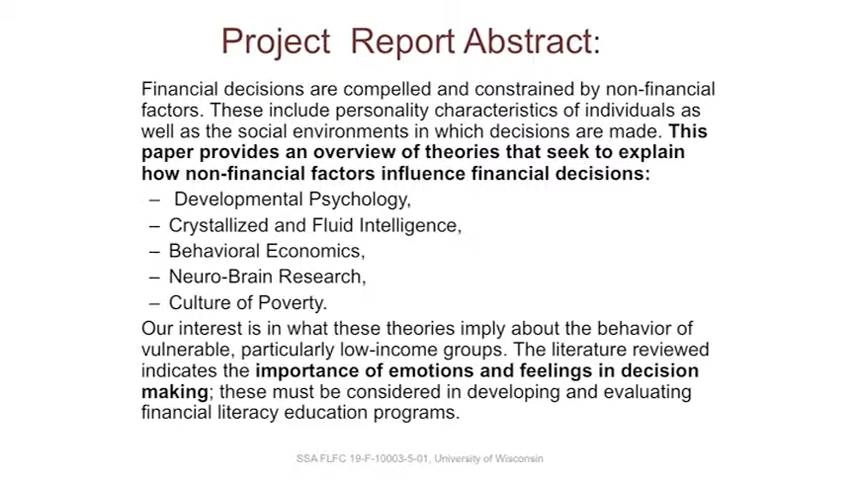 Project Report Abstract:
Financial decisions are compelled and constrained by non-financial
factors. These include personality characteristics of individuals as
well as the social environments in which decisions are made. This
paper provides an overview of theories that seek to explain
how non-financial factors influence financial decisions:
– Developmental Psychology,
– Crystallized and Fluid Intelligence,
– Behavioral Economics,
– Neuro-Brain Research,
– Culture of Poverty.
Our interest is in what these theories imply about the behavior of
vulnerable, particularly low-income groups. The literature reviewed
indicates the importance of emotions and feelings in decision
making; these must be considered in developing and evaluating
financial literacy education programs.
SSA FLFC 19-F-10003-5-01, University of Wisconsin